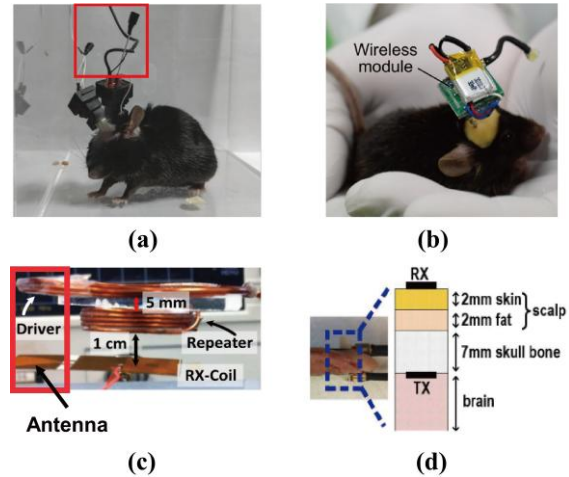 Wireless
module
(a)
(b)
5 mm
Driver
1 cm
Repeater
RX-Coil
Antenna
(c)
RX
2mm skin
2mm fat
scalp
7mm skull bone
TX
brain
(d)